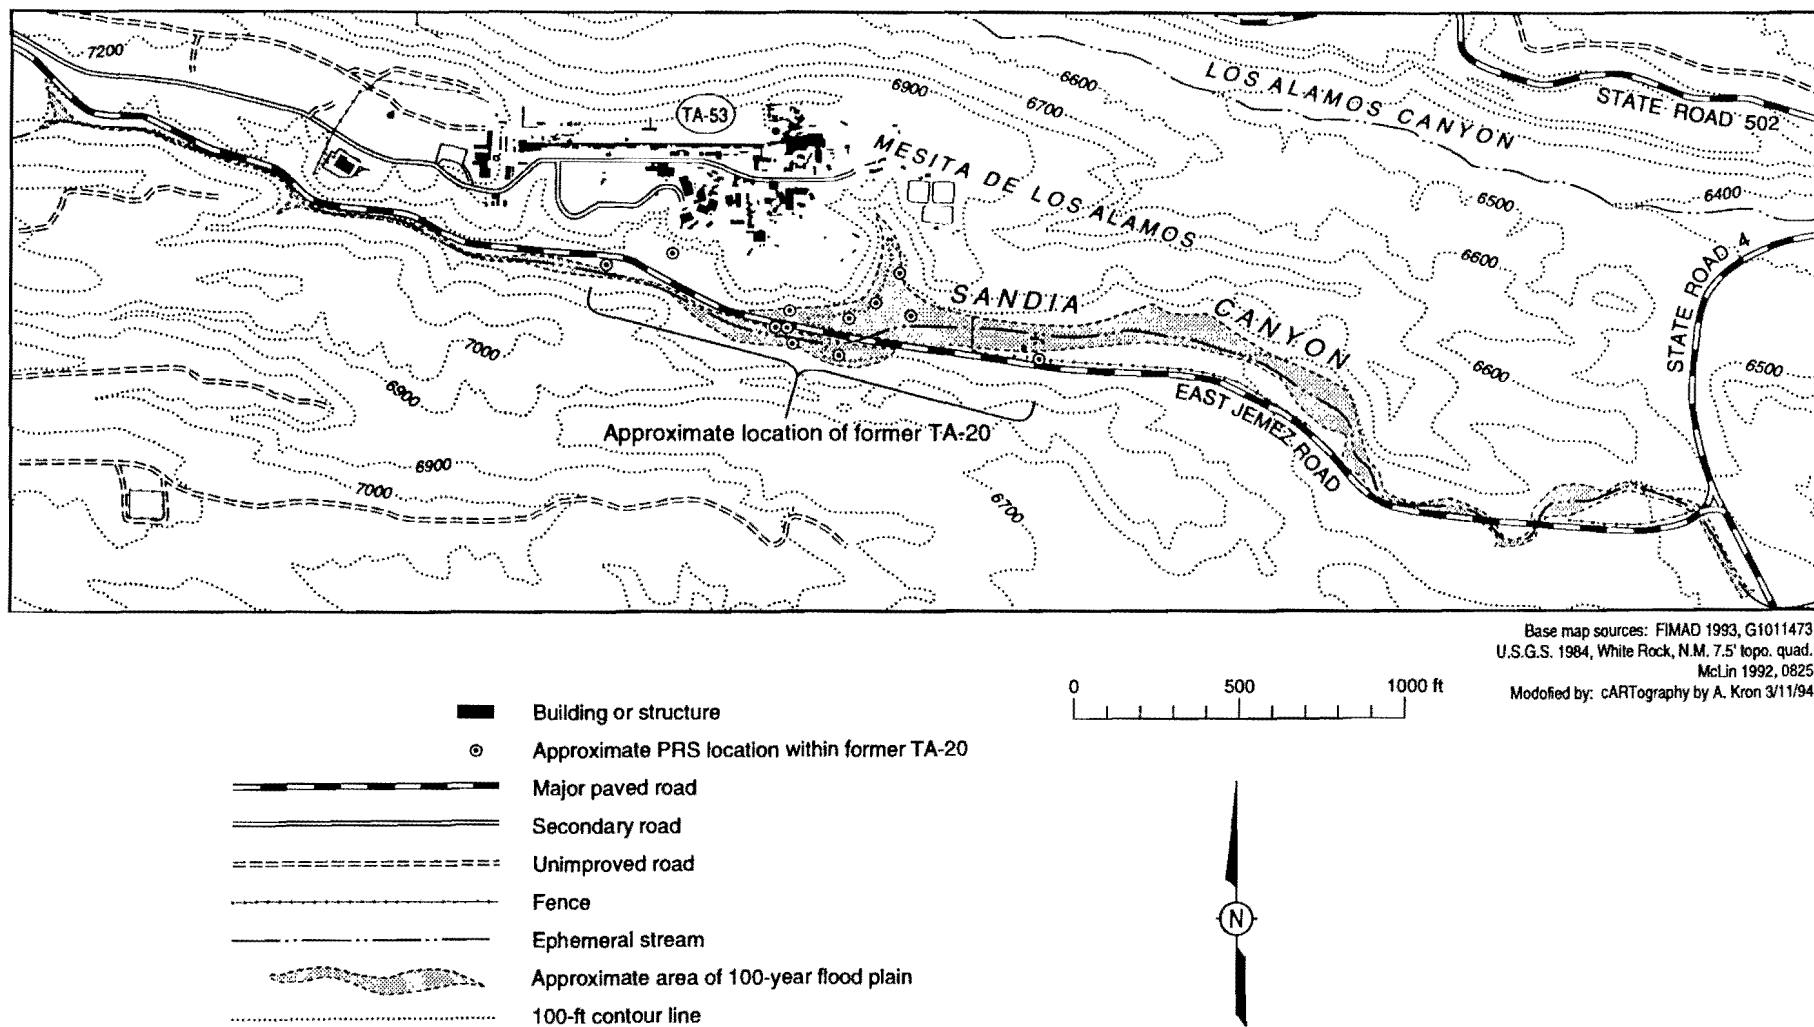 7200
TA-53
6900
6600
6700
LOS ALAMOS CANYON
STATE ROAD 502
MESITA DE LOS ALAMOS
6500
6400
6600
STATE ROAD 4
SANDIA CANYON
7000
6900
6600
6500
EAST JEMEZ ROAD
Approximate location of former TA-20
6900
7000
6700
Base map sources: FIMAD 1993, G1011473
U.S.G.S. 1984, White Rock, N.M. 7.5' topo. quad.
McLin 1992, 0825
Modofied by: cARTography by A. Kron 3/11/94
0 500 1000 ft
Building or structure
Approximate PRS location within former TA-20
Major paved road
Secondary road
Unimproved road
Fence
Ephemeral stream
Approximate area of 100-year flood plain
100-ft contour line
N